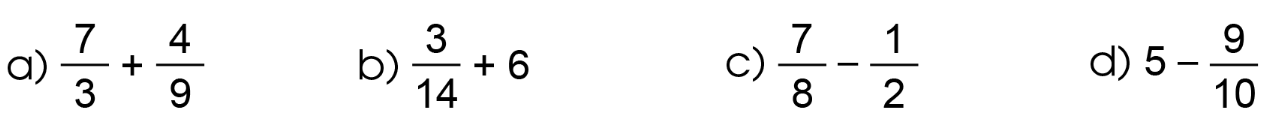 a) 7/3 + 4/9 b) 3/14 + 6 c) 7/8 − 1/2 d) 5 − 9/10